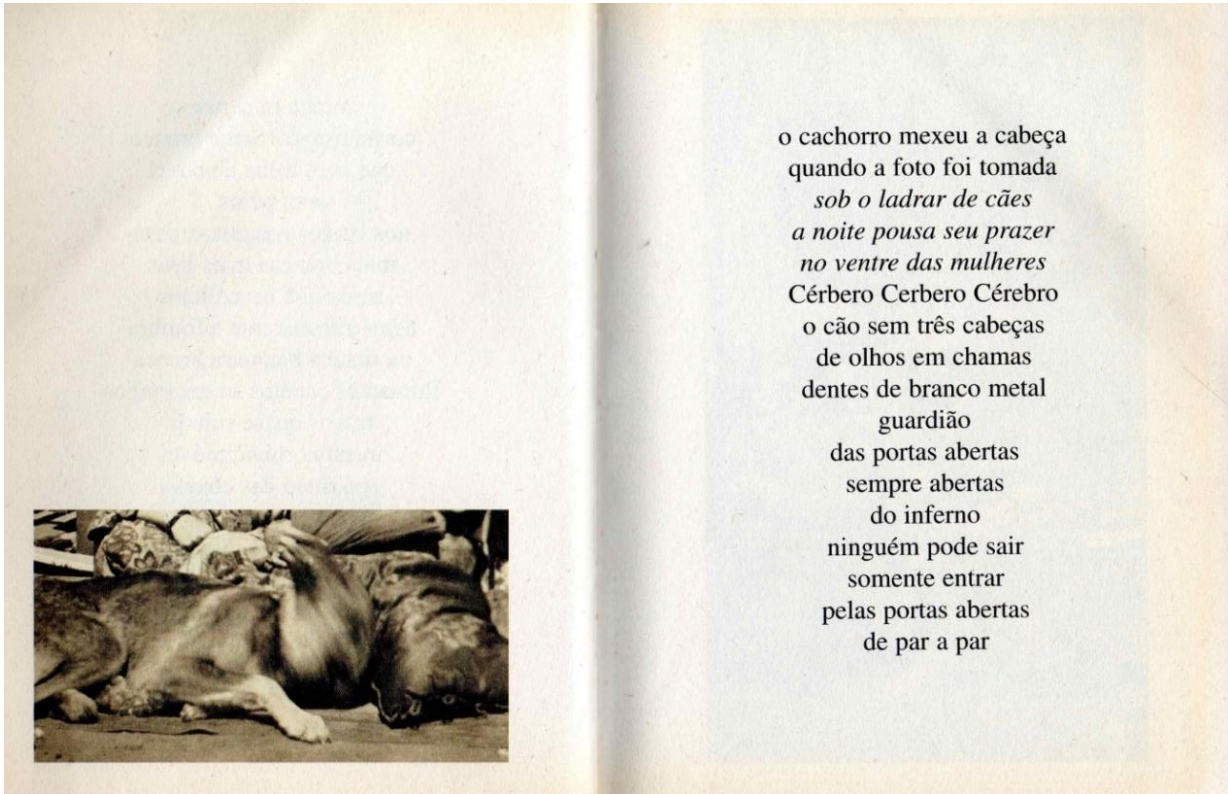 o cachorro mexeu a cabeça
quando a foto foi tomada
sob o ladrar de cães
a noite pousa seu prazer
no ventre das mulheres
Cérbero Cerbero Cérebro
o cão sem três cabeças
de olhos em chamas
dentes de branco metal
guardião
das portas abertas
sempre abertas
do inferno
ninguém pode sair
somente entrar
pelas portas abertas
de par a par